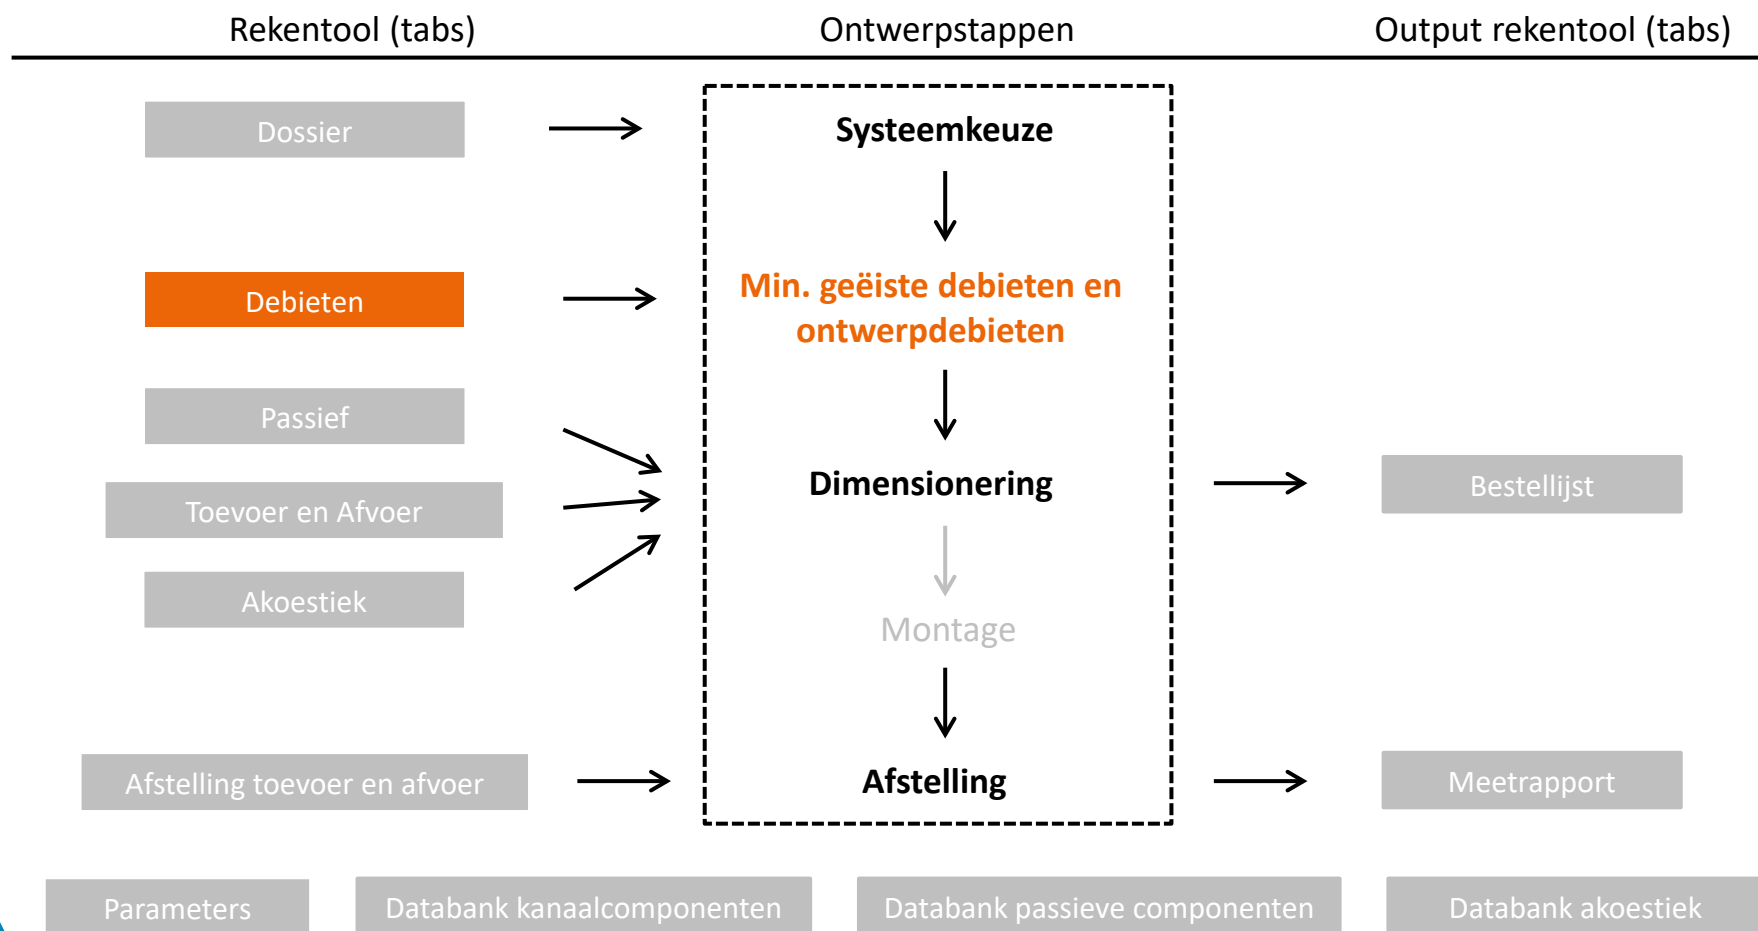 Rekentool (tabs)
Ontwerpstappen
Output rekentool (tabs)
Dossier
Systeemkeuze
Debieten
Min. geëiste debieten en
ontwerpdebieten
Passief
Toevoer en Afvoer
Akoestiek
Dimensionering
Bestellijst
Montage
Afstelling toevoer en afvoer
Afstelling
Meetrapport
Parameters
Databank kanaalcomponenten
Databank passieve componenten
Databank akoestiek